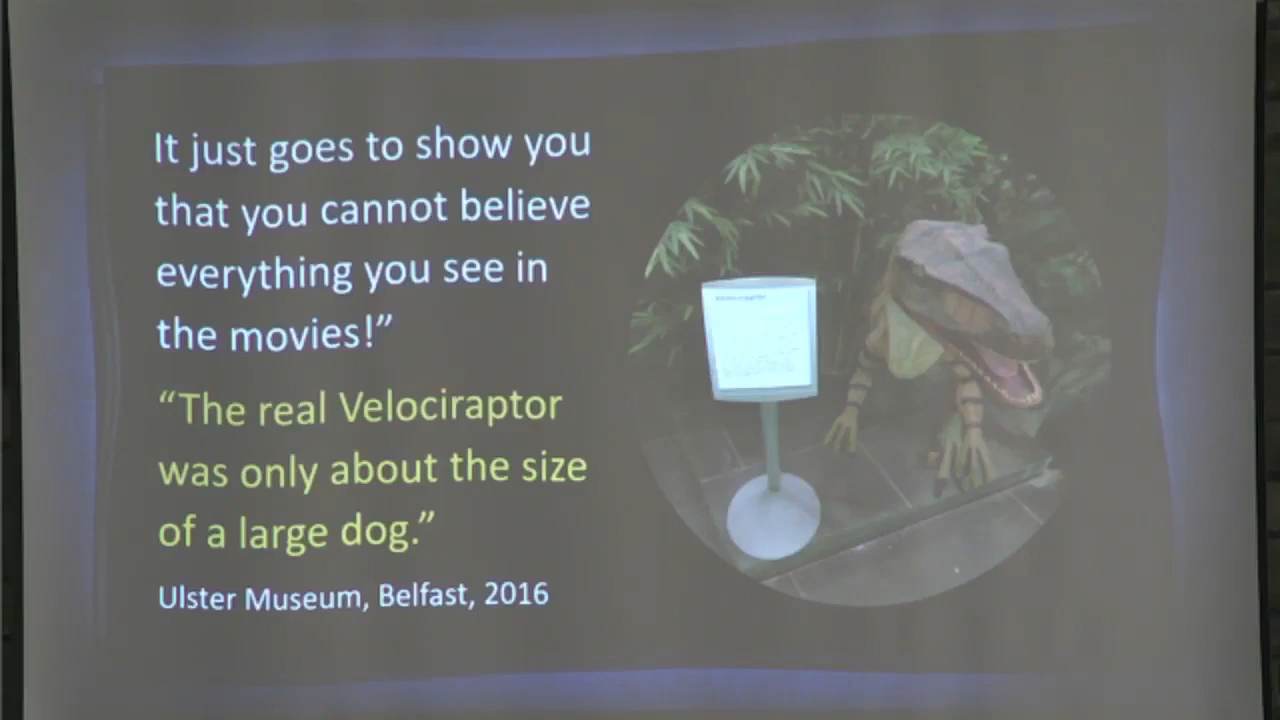 It just goes to show you
that you cannot believe
everything you see in
the movies!”
“The real Velociraptor
was only about the size
of a large dog.”
Ulster Museum, Belfast, 2016